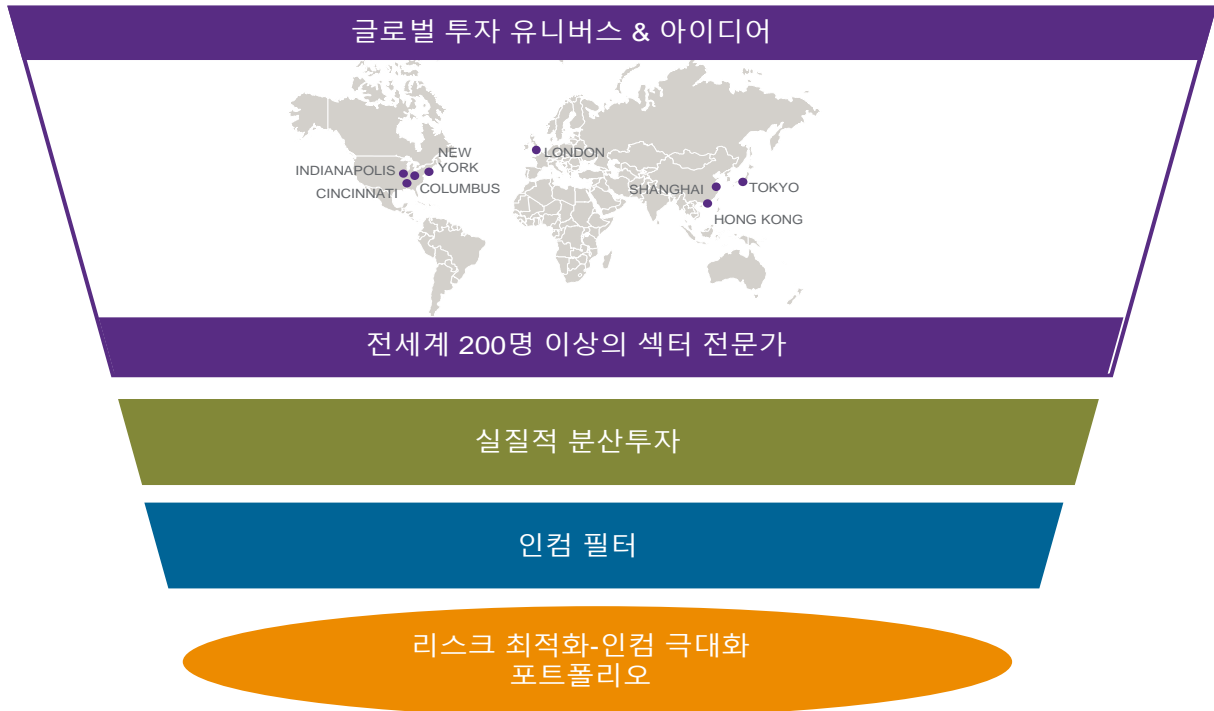 글로벌 투자 유니버스 & 아이디어
NEW
YORK
LONDON
INDIANAPOLIS
CINCINNATI
COLUMBUS
SHANGHAI
TOKYO
HONG KONG
전세계 200명 이상의 섹터 전문가
실질적 분산투자
인컴 필터
리스크 최적화-인컴 극대화
포트폴리오